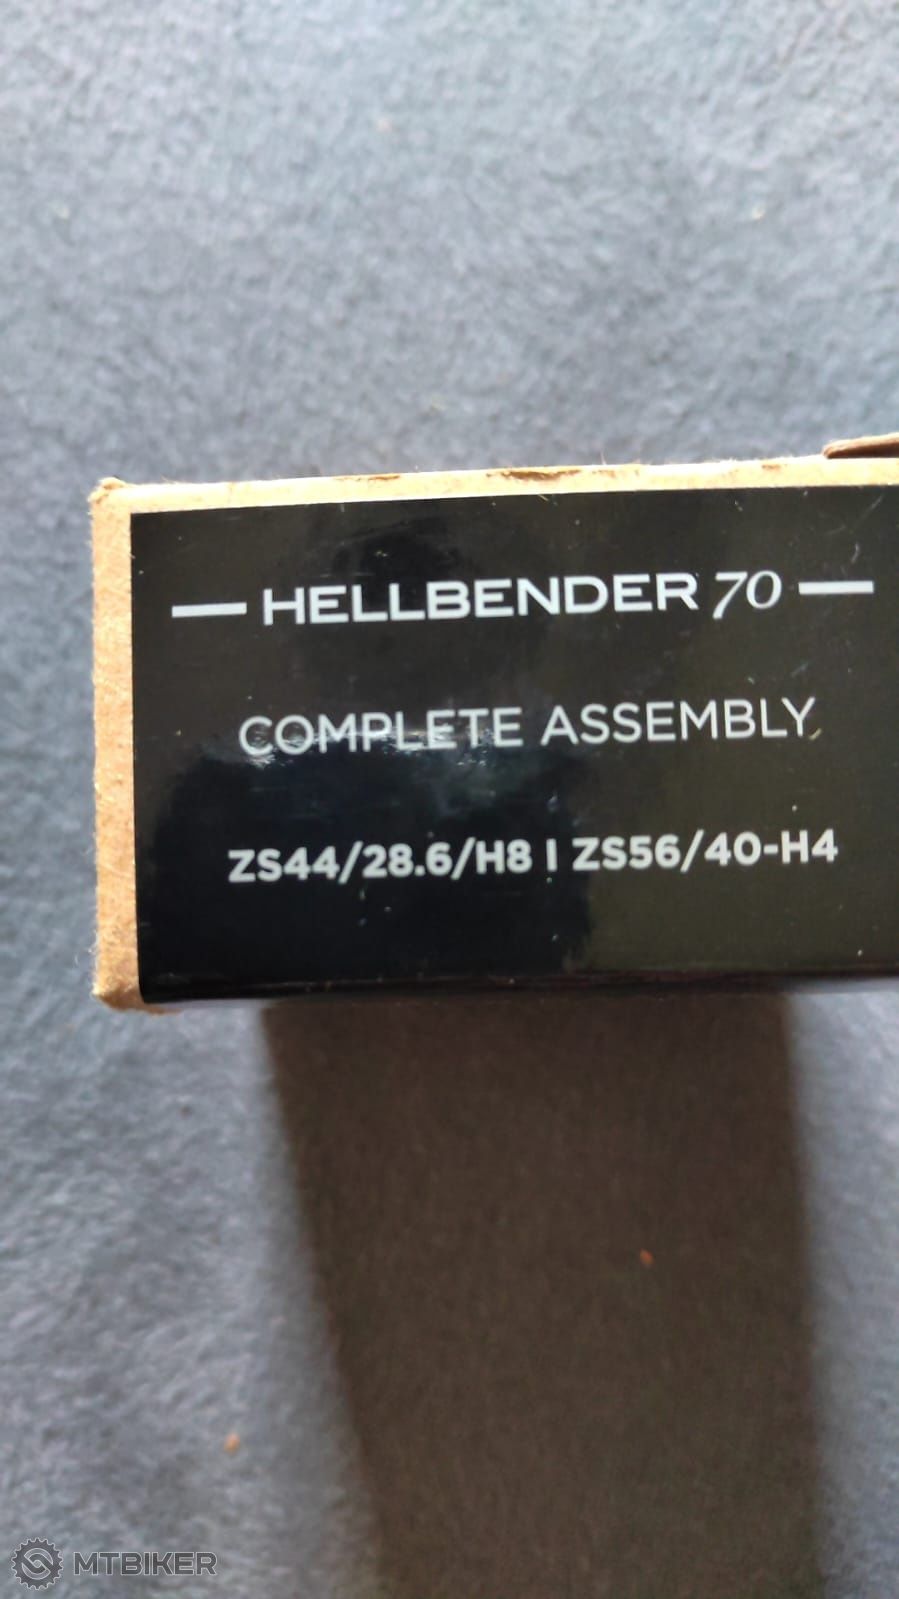 HELLBENDER 70
COMPLETE ASSEMBLY
ZS44/28.6/H8 | ZS56/40-H4
MTBIKER